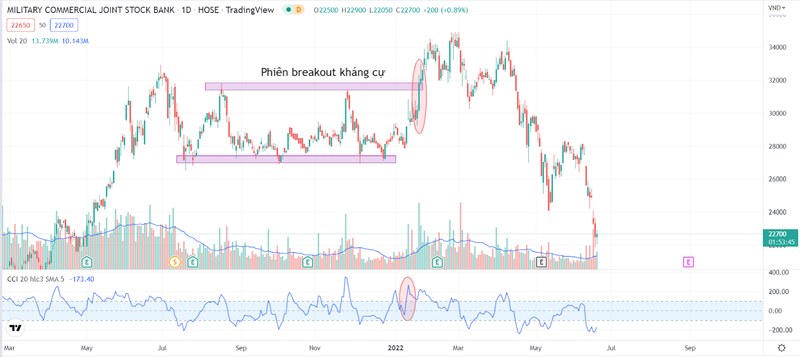 MILITARY COMMERCIAL JOINT STOCK BANK · 1D · HOSE · TradingView D O22500 H22900 L22050 C22700 +200 (+0.89%) VND
22650 50 22700
Vol 20 13.739M 10.143M
34000
Phiên breakout kháng cự
32000
30000
28000
26000
24000
22700
01:53:45
E S E E E E E
CCI 20 hlc3 SMA 5 -173.40
400.00
200.00
0.00
-200.00
Mar May Jul Sep Nov 2022 Mar May Jul Sep